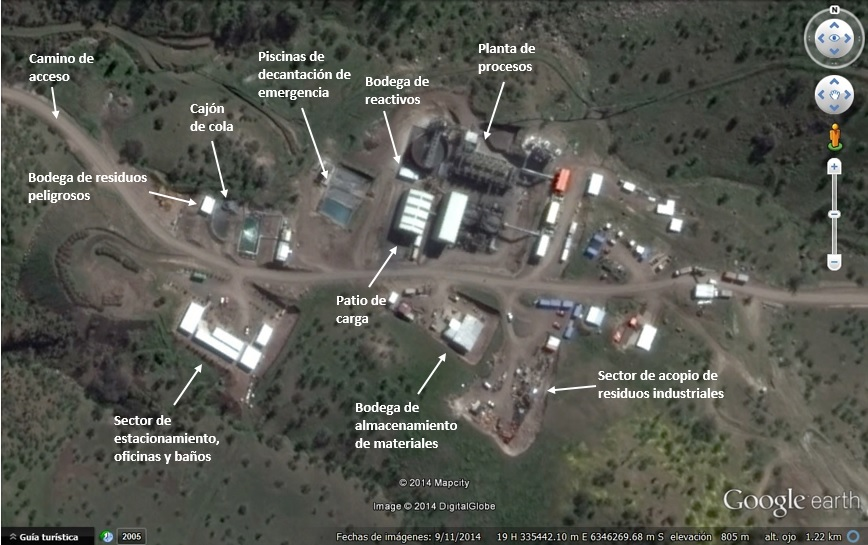 Camino de
acceso
Piscinas de
decantación de
emergencia
Planta de
procesos
Bodega de
reactivos
Cajón
de cola
Bodega de residuos
peligrosos
Patio de
carga
Sector de
estacionamiento,
oficinas y baños
Bodega de
almacenamiento
de materiales
Sector de acopio de
residuos industriales
© 2014 Mapcity
Image © 2014 DigitalGlobe
Google earth
N
Guía turística
2005
Fechas de imágenes: 9/11/2014 19 H 335442.10 m E 6346269.68 m S elevación 805 m alt. ojo 1.22 km